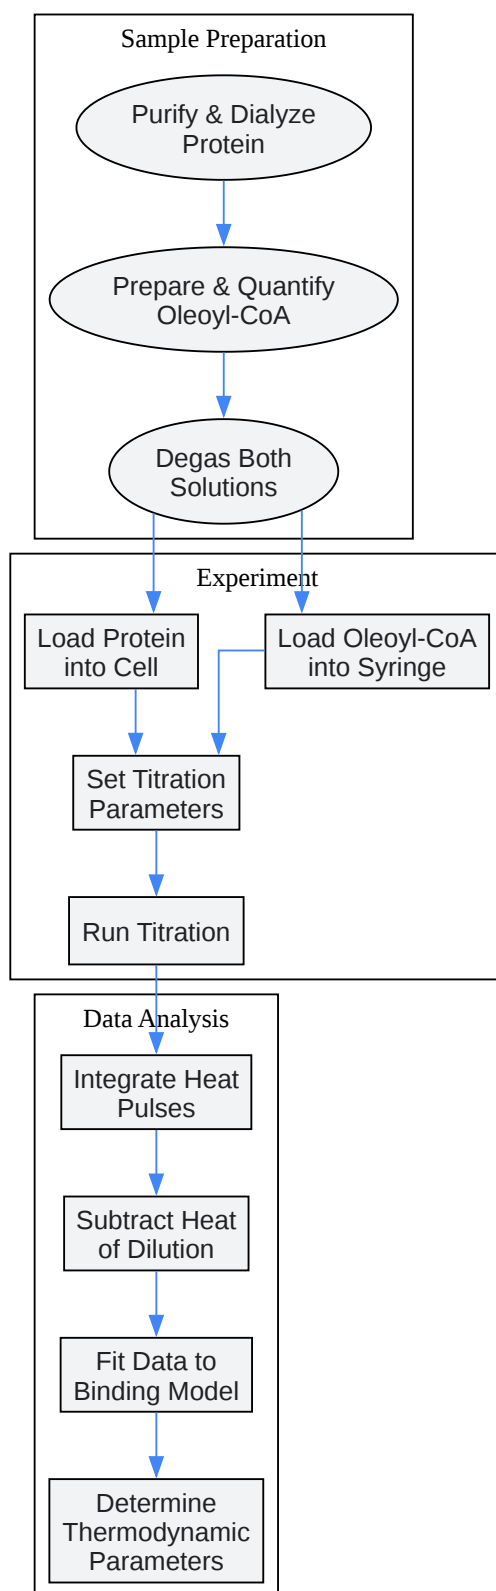 Sample Preparation
Purify & Dialyze
Protein
Prepare & Quantify
Oleoyl-CoA
Degas Both
Solutions
Experiment
Load Protein
into Cell
Load Oleoyl-CoA
into Syringe
Set Titration
Parameters
Run Titration
Data Analysis
Integrate Heat
Pulses
Subtract Heat
of Dilution
Fit Data to
Binding Model
Determine
Thermodynamic
Parameters